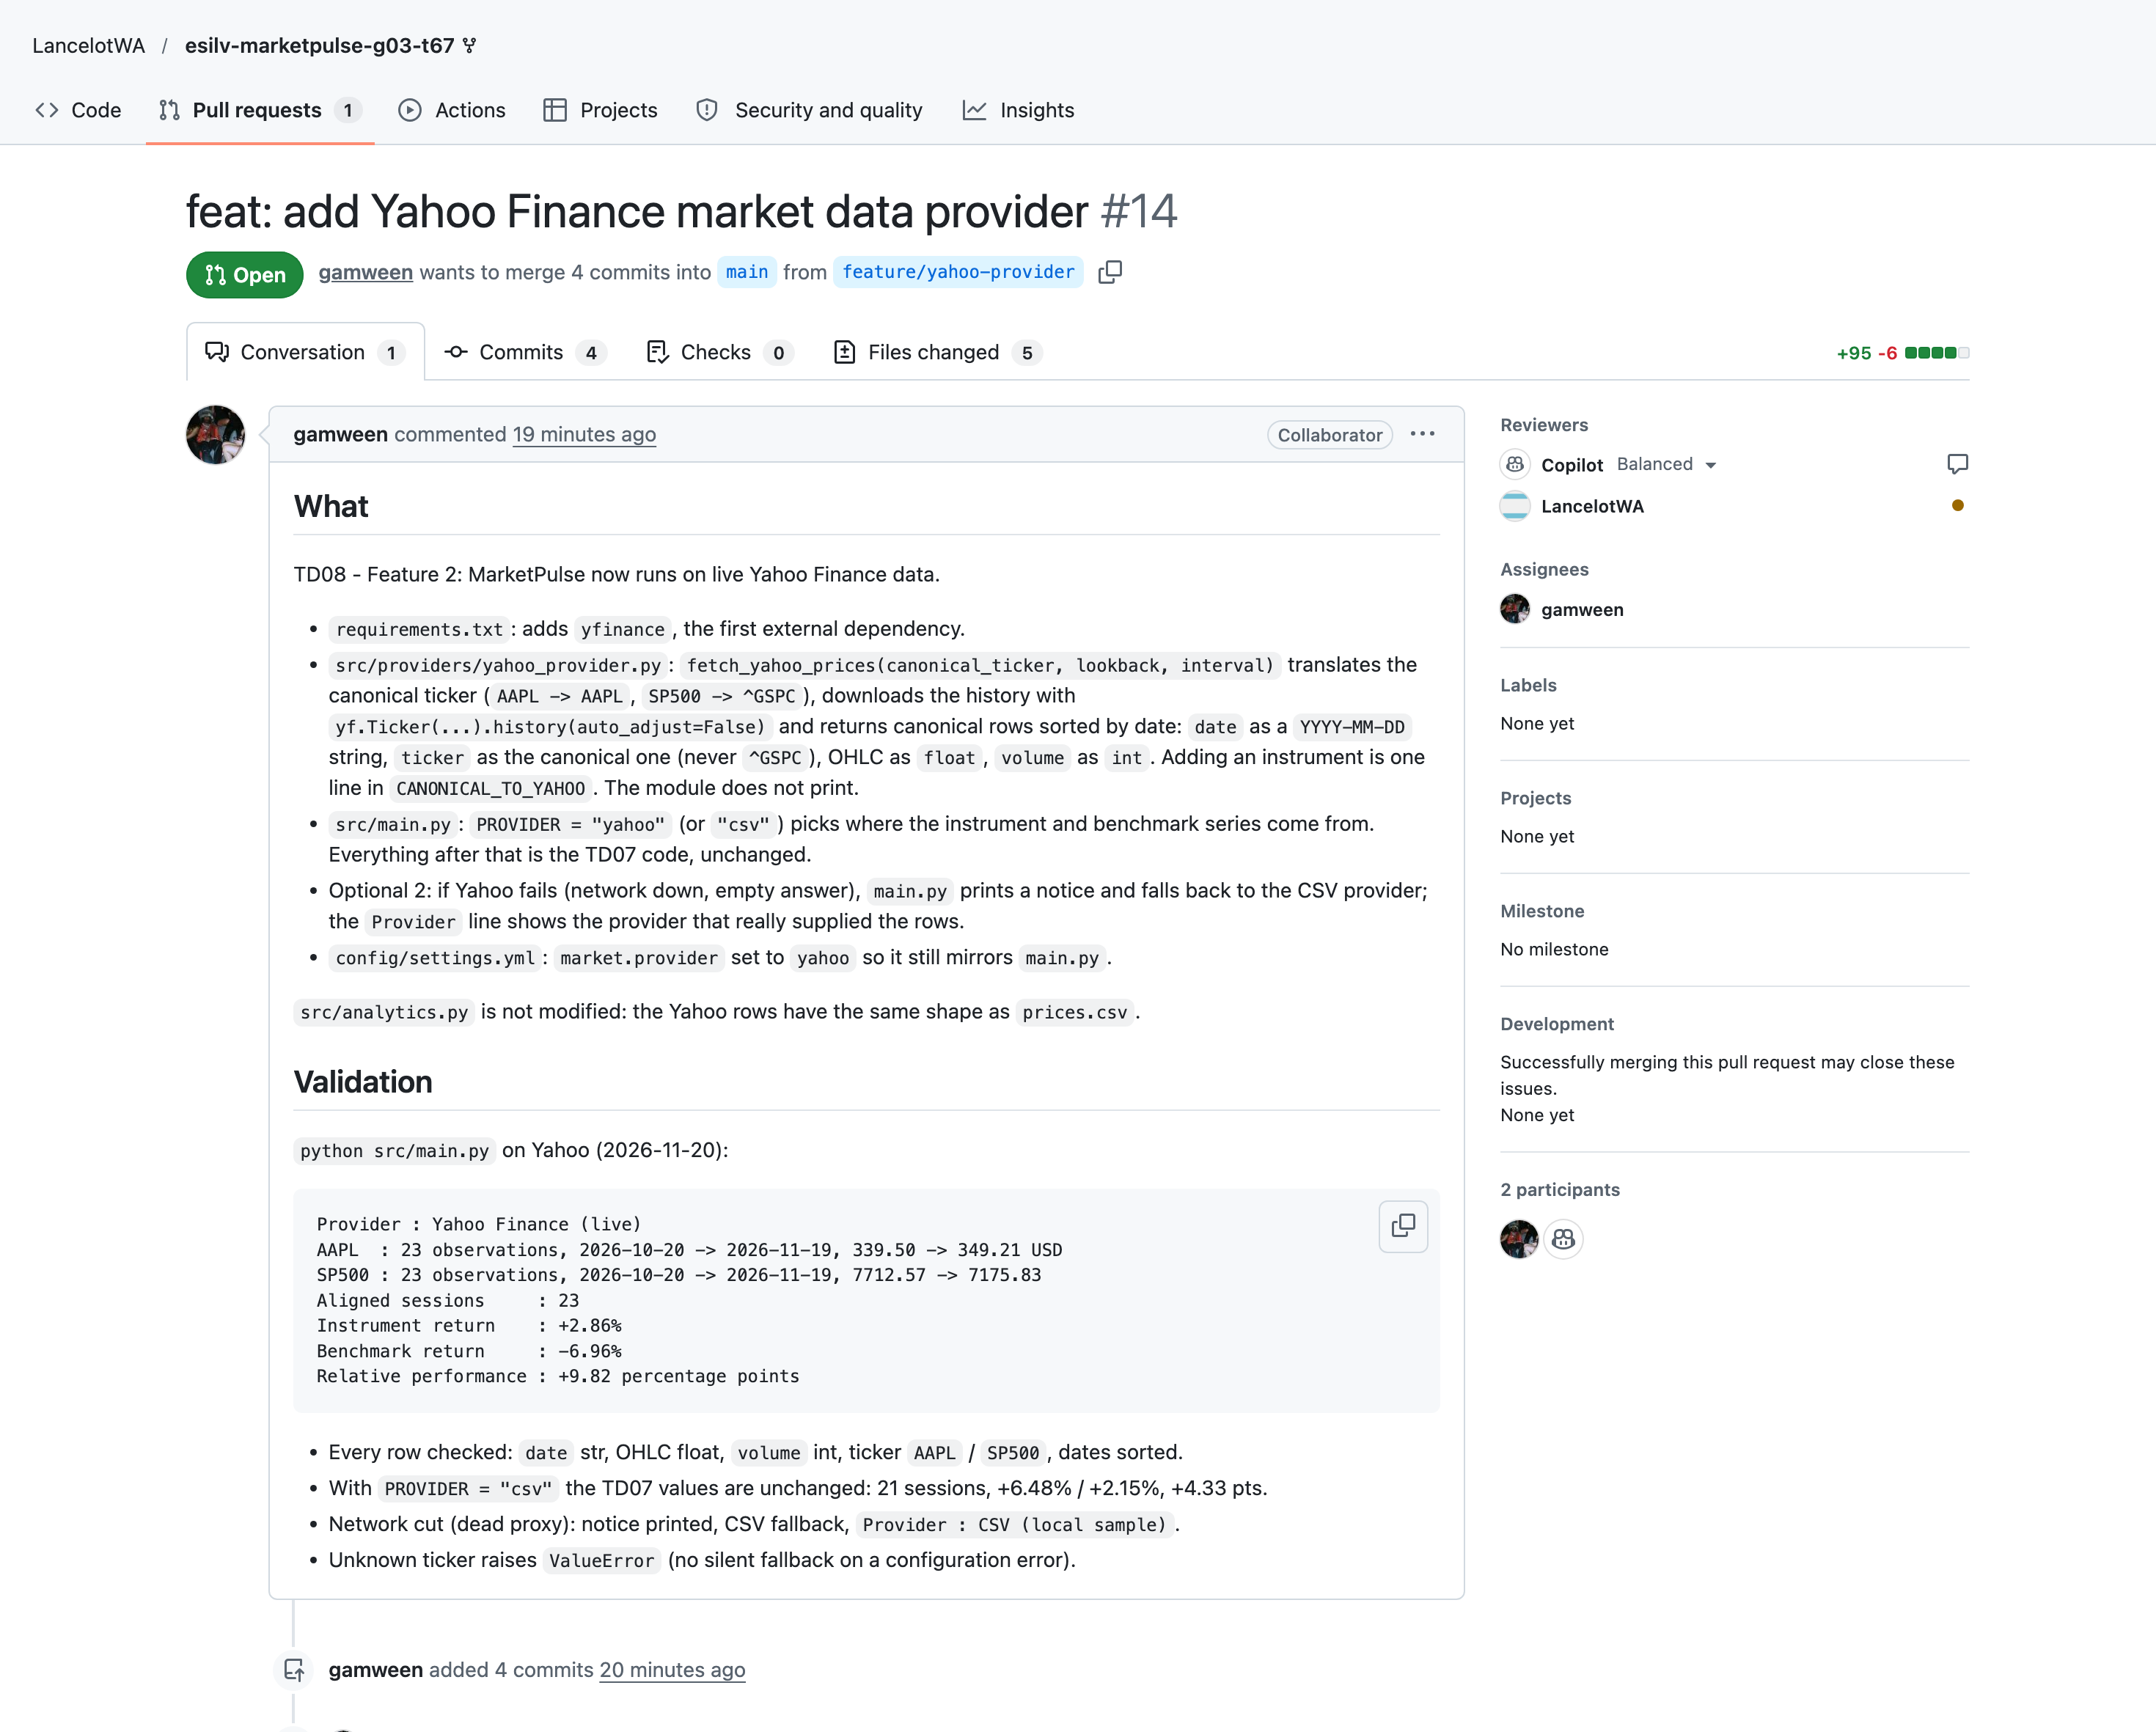 LancelotWA / esilv-marketpulse-g03-t67
Code Pull requests 1 Actions Projects Security and quality Insights
feat: add Yahoo Finance market data provider #14
Open gamween wants to merge 4 commits into main from feature/yahoo-provider
Conversation 1 Commits 4 Checks 0 Files changed 5 +95 -6
gamween commented 19 minutes ago Collaborator
What
TD08 - Feature 2: MarketPulse now runs on live Yahoo Finance data.
• requirements.txt : adds yfinance , the first external dependency.
• src/providers/yahoo_provider.py : fetch_yahoo_prices(canonical_ticker, lookback, interval) translates the
canonical ticker ( AAPL -> AAPL , SP500 -> ^GSPC ), downloads the history with
yf.Ticker(...).history(auto_adjust=False) and returns canonical rows sorted by date: date as a YYYY-MM-DD
string, ticker as the canonical one (never ^GSPC ), OHLC as float , volume as int . Adding an instrument is one
line in CANONICAL_TO_YAHOO . The module does not print.
• src/main.py : PROVIDER = "yahoo" (or "csv" ) picks where the instrument and benchmark series come from.
Everything after that is the TD07 code, unchanged.
• Optional 2: if Yahoo fails (network down, empty answer), main.py prints a notice and falls back to the CSV provider;
the Provider line shows the provider that really supplied the rows.
• config/settings.yml : market.provider set to yahoo so it still mirrors main.py .
src/analytics.py is not modified: the Yahoo rows have the same shape as prices.csv .
Validation
python src/main.py on Yahoo (2026-11-20):
Provider : Yahoo Finance (live)
AAPL  : 23 observations, 2026-10-20 -> 2026-11-19, 339.50 -> 349.21 USD
SP500 : 23 observations, 2026-10-20 -> 2026-11-19, 7712.57 -> 7175.83
Aligned sessions     : 23
Instrument return    : +2.86%
Benchmark return     : -6.96%
Relative performance : +9.82 percentage points
• Every row checked: date str, OHLC float, volume int, ticker AAPL / SP500 , dates sorted.
• With PROVIDER = "csv" the TD07 values are unchanged: 21 sessions, +6.48% / +2.15%, +4.33 pts.
• Network cut (dead proxy): notice printed, CSV fallback, Provider : CSV (local sample) .
• Unknown ticker raises ValueError (no silent fallback on a configuration error).
gamween added 4 commits 20 minutes ago
Reviewers
Copilot Balanced
LancelotWA
Assignees
gamween
Labels
None yet
Projects
None yet
Milestone
No milestone
Development
Successfully merging this pull request may close these
issues.
None yet
2 participants